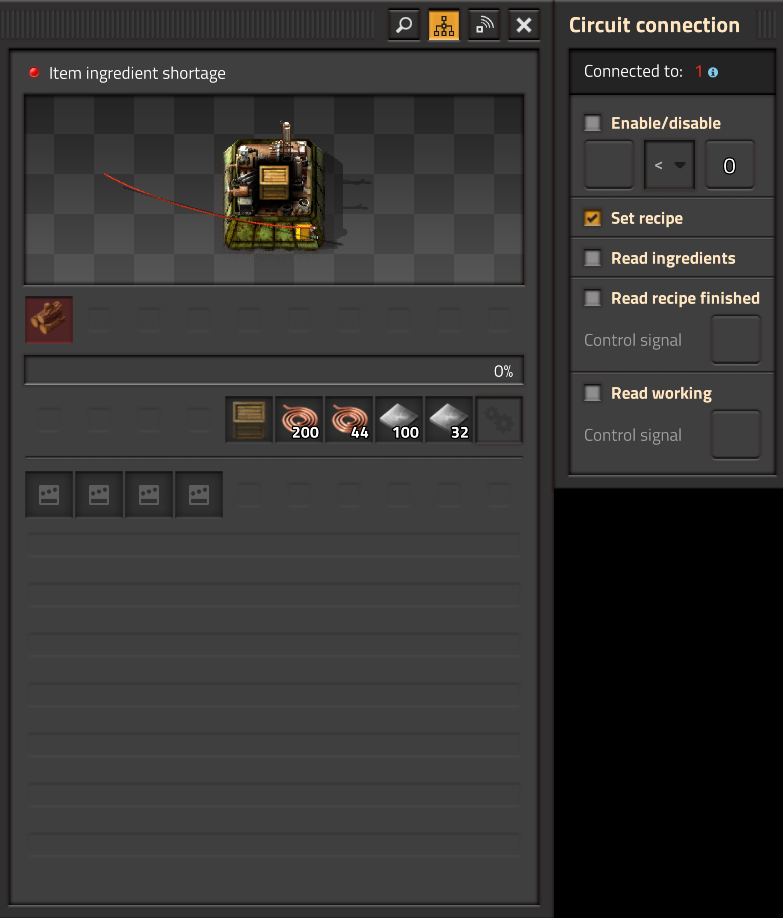 Circuit connection
Item ingredient shortage
Connected to: 1
Enable/disable
< 0
Set recipe
Read ingredients
Read recipe finished
Control signal
0%
Read working
200 44 100 32
Control signal